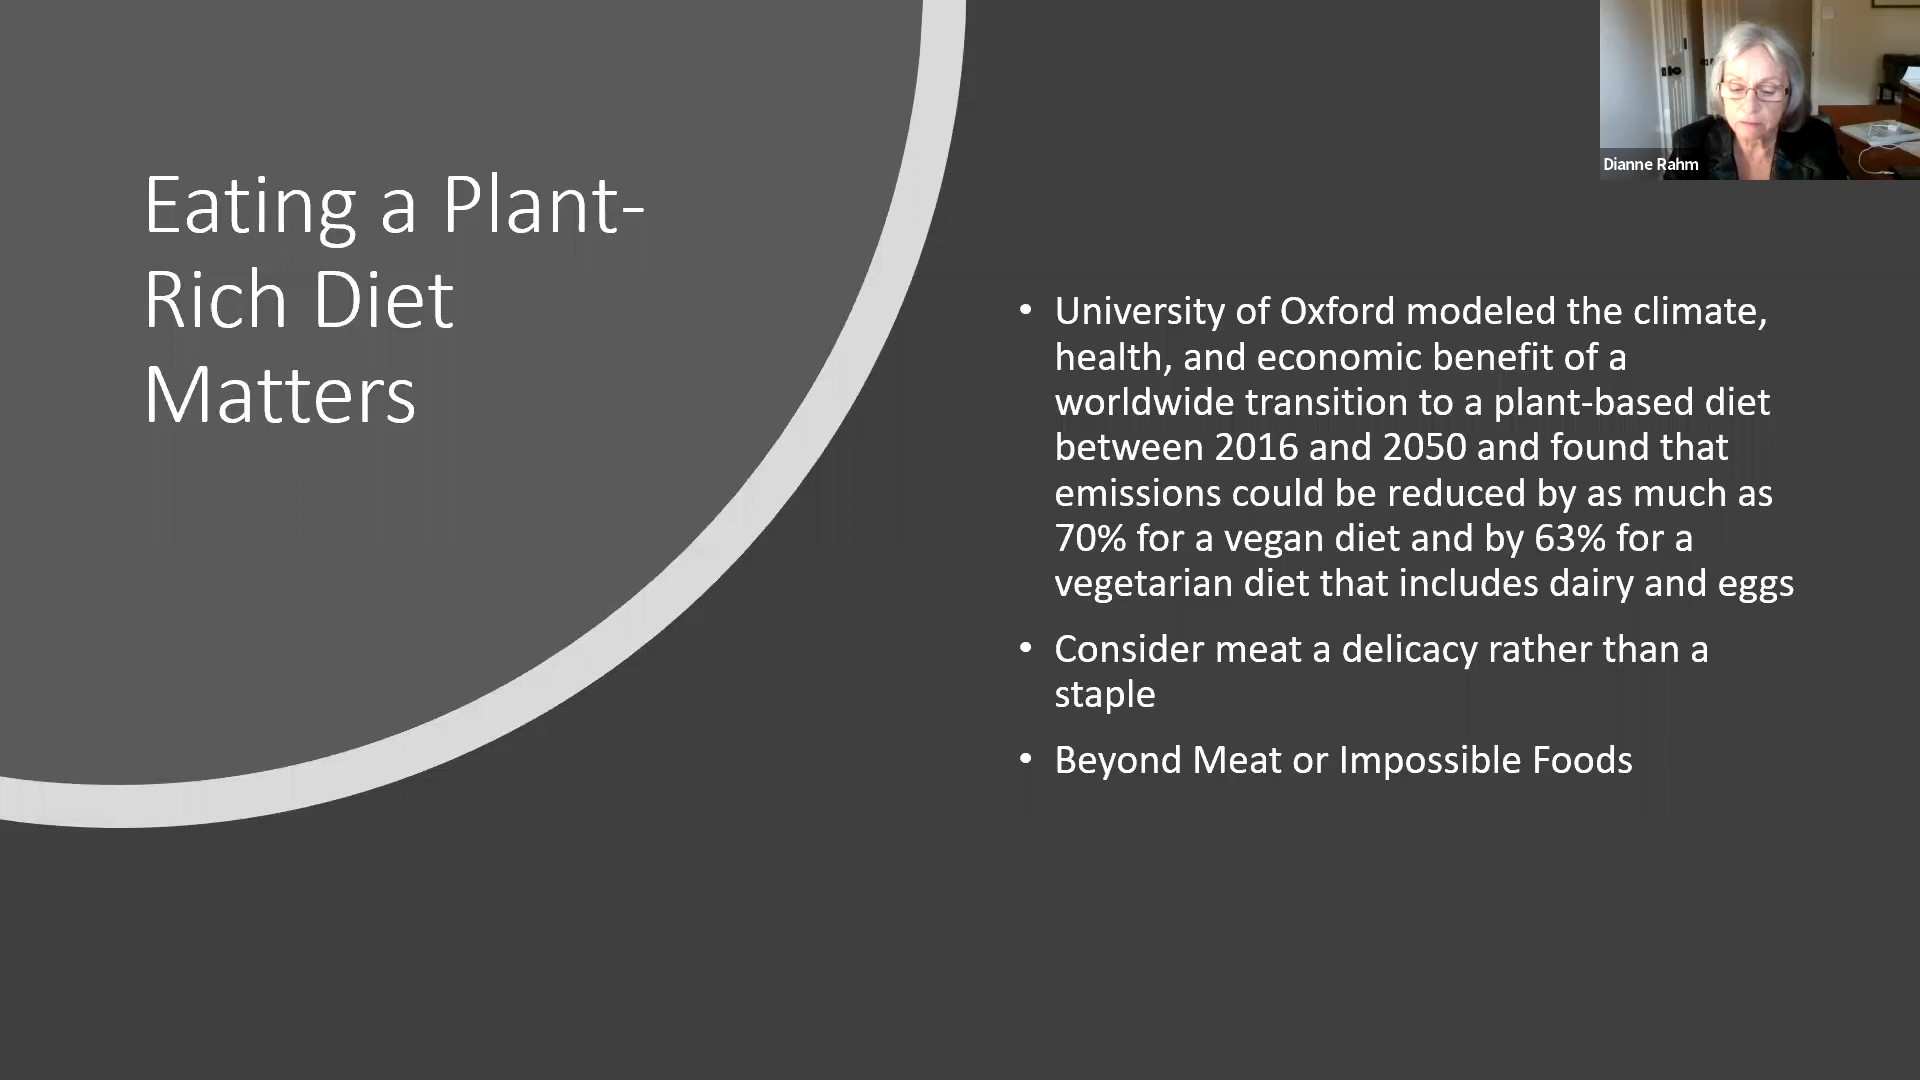 Eating a Plant-
Rich Diet
Matters
Dianne Rahm
• University of Oxford modeled the climate,
health, and economic benefit of a
worldwide transition to a plant-based diet
between 2016 and 2050 and found that
emissions could be reduced by as much as
70% for a vegan diet and by 63% for a
vegetarian diet that includes dairy and eggs
• Consider meat a delicacy rather than a
staple
• Beyond Meat or Impossible Foods